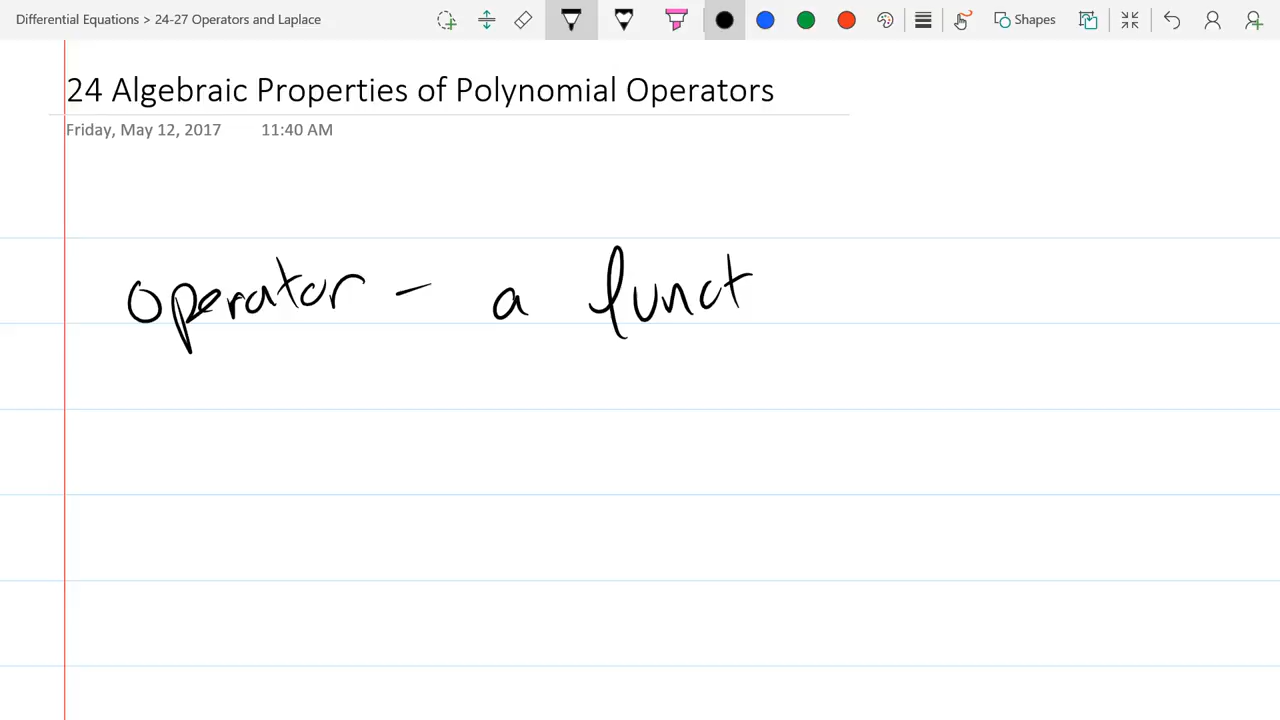 Differential Equations > 24-27 Operators and Laplace
Shapes
24 Algebraic Properties of Polynomial Operators
Friday, May 12, 2017 11:40 AM
operator - a funct